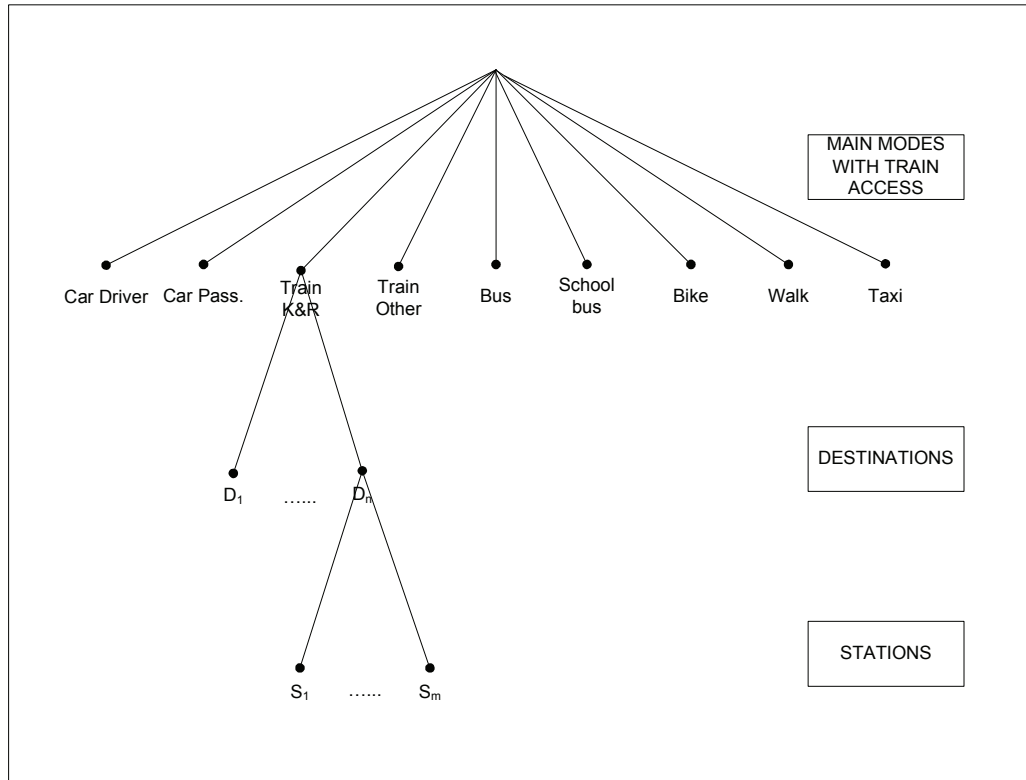 MAIN MODES
WITH TRAIN
ACCESS
Car Driver
Car Pass.
Train
K&R
Train
Other
Bus
School
bus
Bike
Walk
Taxi
DESTINATIONS
D₁ …... Dₙ
STATIONS
S₁ …... Sₘ